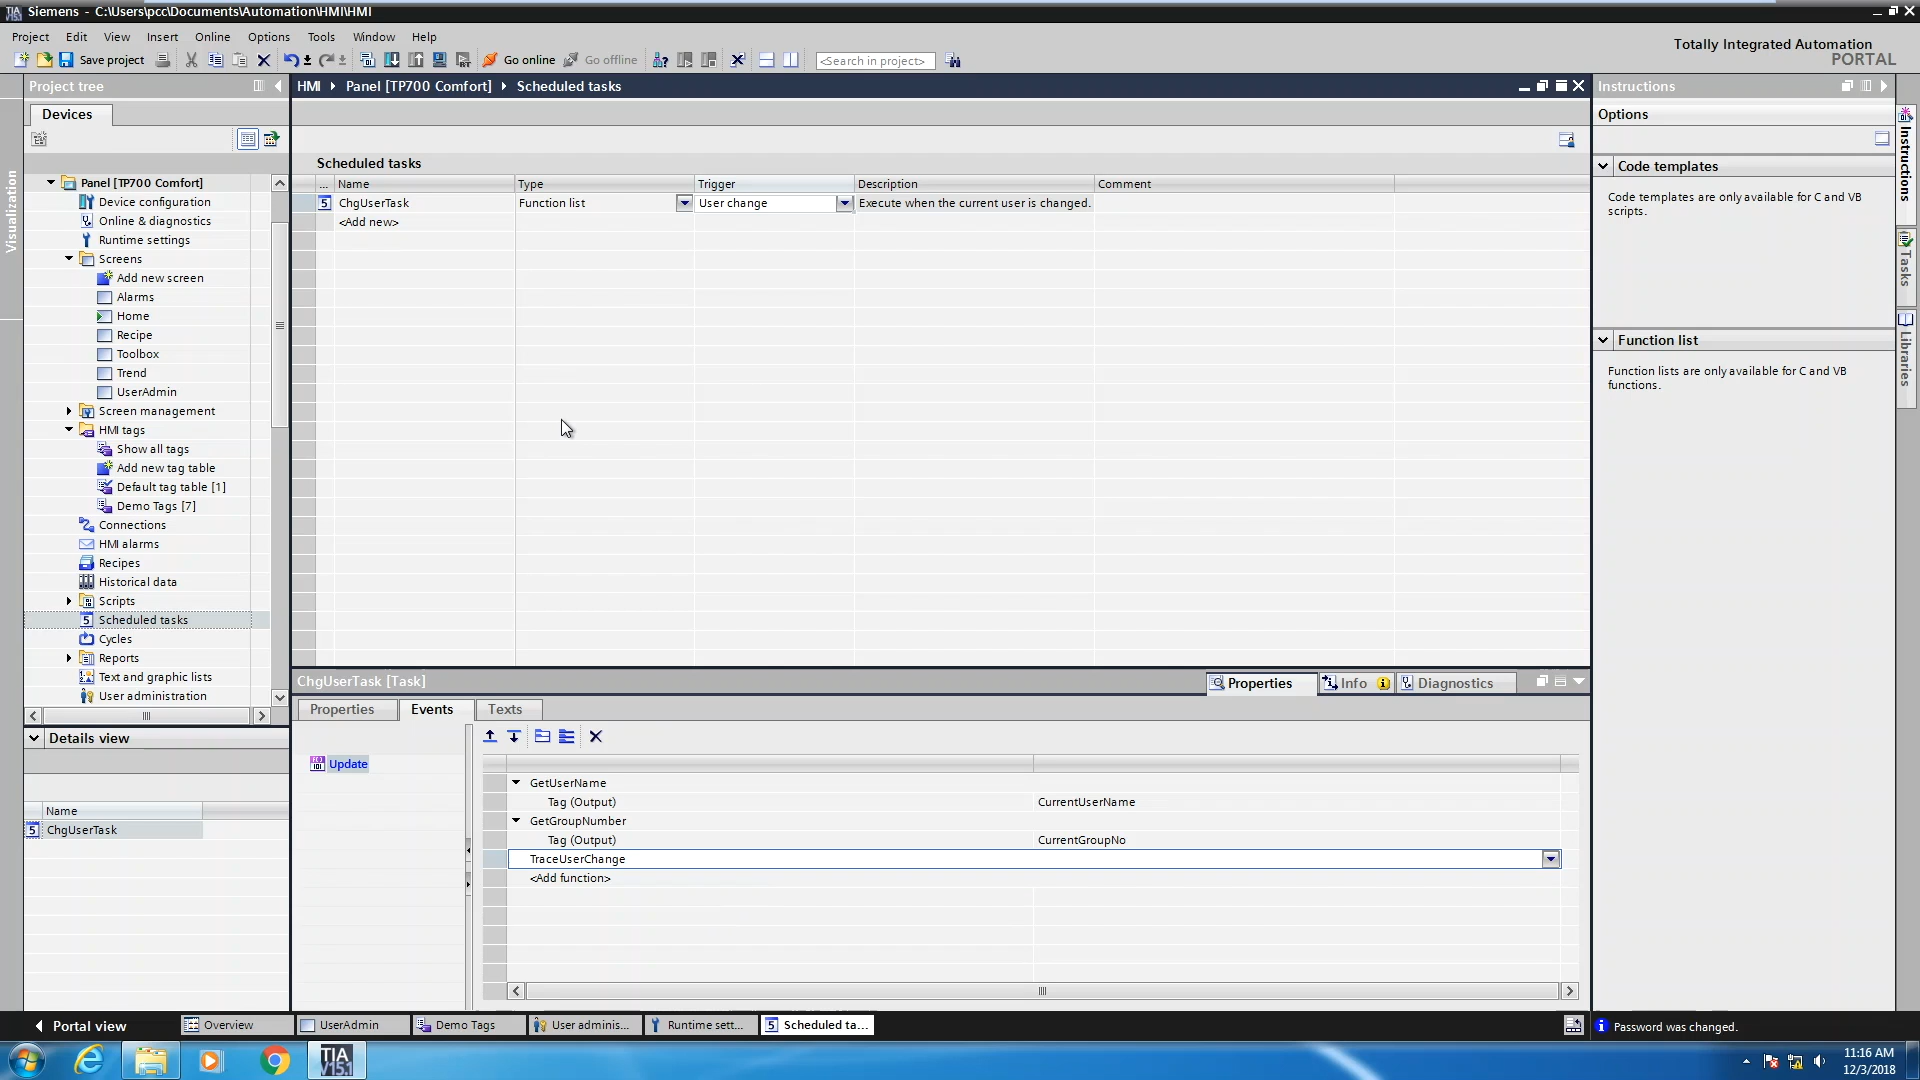 Siemens - C:\Users\pcc\Documents\Automation\HMI\HMI
Project Edit View Insert Online Options Tools Window Help
Totally Integrated Automation
PORTAL
Save project
Go online
Go offline
<Search in project>
Project tree
HMI Panel [TP700 Comfort] Scheduled tasks
Instructions
Devices
Options
Visualization
Panel [TP700 Comfort]
Device configuration
Online & diagnostics
Runtime settings
Screens
Add new screen
Alarms
Home
Recipe
Toolbox
Trend
UserAdmin
Screen management
HMI tags
Show all tags
Add new tag table
Default tag table [1]
Demo Tags [7]
Connections
HMI alarms
Recipes
Historical data
Scripts
Scheduled tasks
Cycles
Reports
Text and graphic lists
User administration
Scheduled tasks
... Name Type Trigger Description Comment
ChgUserTask Function list User change Execute when the current user is changed.
<Add new>
Code templates
Code templates are only available for C and VB
scripts.
Function list
Function lists are only available for C and VB
functions.
Instructions
Tasks
Libraries
Details view
Name
ChgUserTask
ChgUserTask [Task]
Properties Info Diagnostics
Properties Events Texts
Update
GetUserName
Tag (Output) CurrentUserName
GetGroupNumber
Tag (Output) CurrentGroupNo
TraceUserChange
<Add function>
Portal view
Overview
UserAdmin
Demo Tags
User adminis...
Runtime sett...
Scheduled ta...
Password was changed.
TIA
V15.1
11:16 AM
12/3/2018